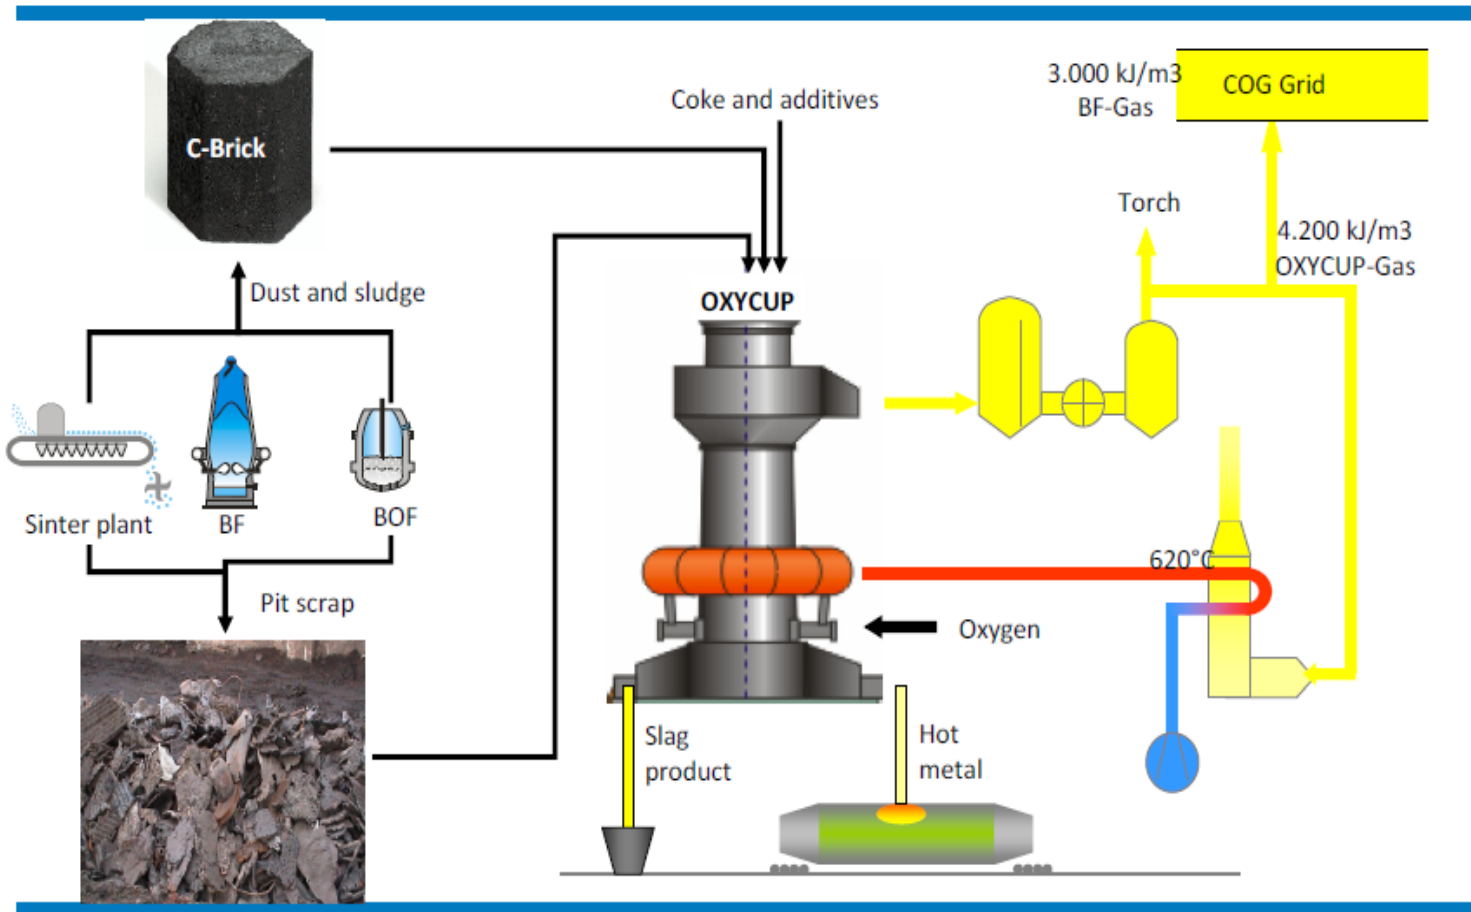 C-Brick
Coke and additives
3.000 kJ/m3
BF-Gas
COG Grid
Torch
4.200 kJ/m3
OXYCUP-Gas
Dust and sludge
OXYCUP
Sinter plant
BF
BOF
620°C
Pit scrap
Oxygen
Slag
product
Hot
metal